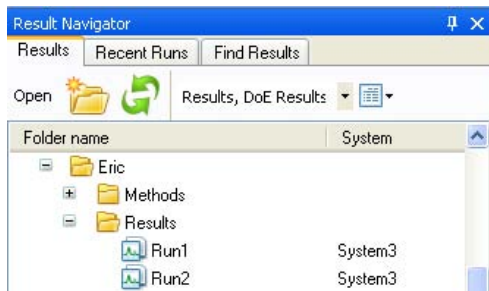 Result Navigator
Results Recent Runs Find Results
Open Results, DoE Results
Folder name System
Eric
Methods
Results
Run1 System3
Run2 System3